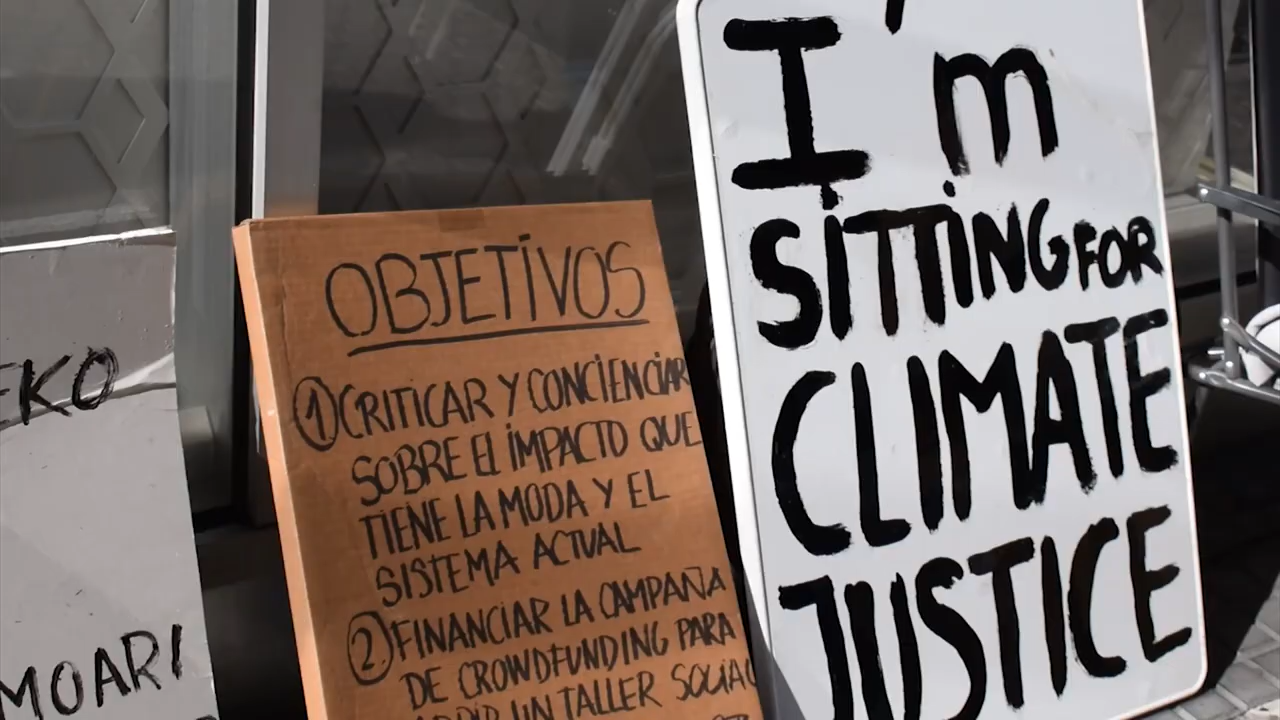 EKO
MOARI
OBJETIVOS
① CRITICAR Y CONCIENCIAR
SOBRE EL IMPACTO QUE
TIENE LA MODA Y EL
SISTEMA ACTUAL
② FINANCIAR LA CAMPAÑA
DE CROWDFUNDING PARA
ABRIR UN TALLER SOCIAL
I'm
SITTING FOR
CLIMATE
JUSTICE